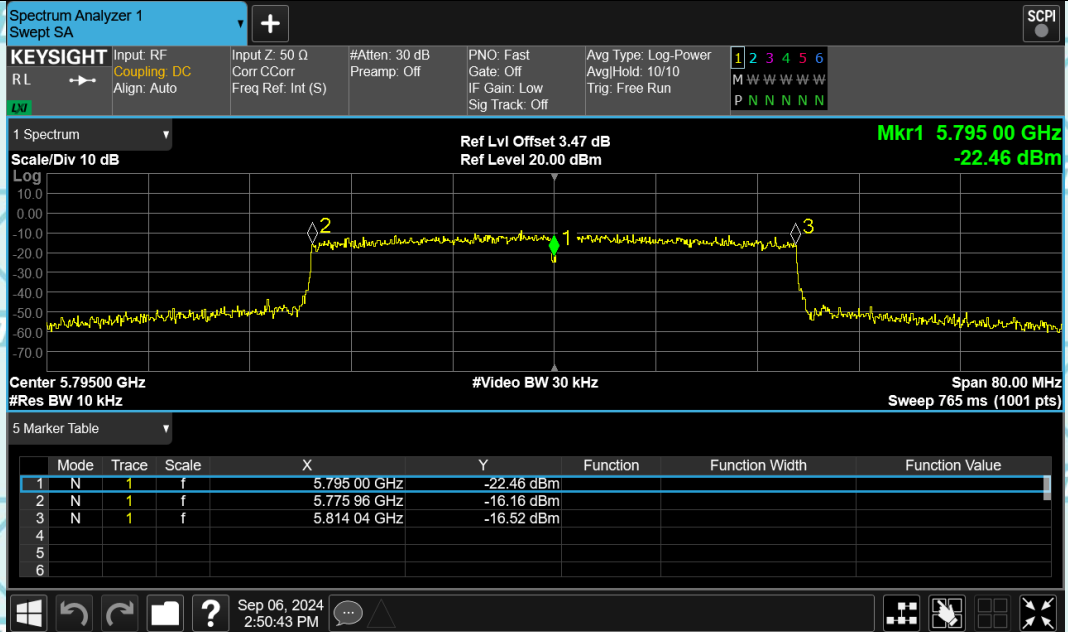 Spectrum Analyzer 1
Swept SA
+
SCPI
KEYSIGHT
R L
LXI
Input: RF
Coupling: DC
Align: Auto
Input Z: 50 Ω
Corr CCorr
Freq Ref: Int (S)
#Atten: 30 dB
Preamp: Off
PNO: Fast
Gate: Off
IF Gain: Low
Sig Track: Off
Avg Type: Log-Power
Avg|Hold: 10/10
Trig: Free Run
1 2 3 4 5 6
M W W W W W
P N N N N N
1 Spectrum
Scale/Div 10 dB
Ref Lvl Offset 3.47 dB
Ref Level 20.00 dBm
Mkr1 5.795 00 GHz
-22.46 dBm
Log
10.0
0.00
-10.0
-20.0
-30.0
-40.0
-50.0
-60.0
-70.0
2
1
3
Center 5.79500 GHz
#Video BW 30 kHz
Span 80.00 MHz
#Res BW 10 kHz
Sweep 765 ms (1001 pts)
5 Marker Table
Mode Trace Scale X Y Function Function Width Function Value
1 N 1 f 5.795 00 GHz -22.46 dBm
2 N 1 f 5.775 96 GHz -16.16 dBm
3 N 1 f 5.814 04 GHz -16.52 dBm
4
5
6
?
Sep 06, 2024
2:50:43 PM